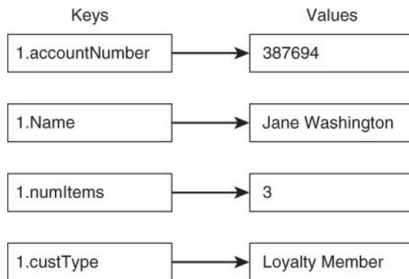 Keys Values
1.accountNumber 387694
1.Name Jane Washington
1.numItems 3
1.custType Loyalty Member